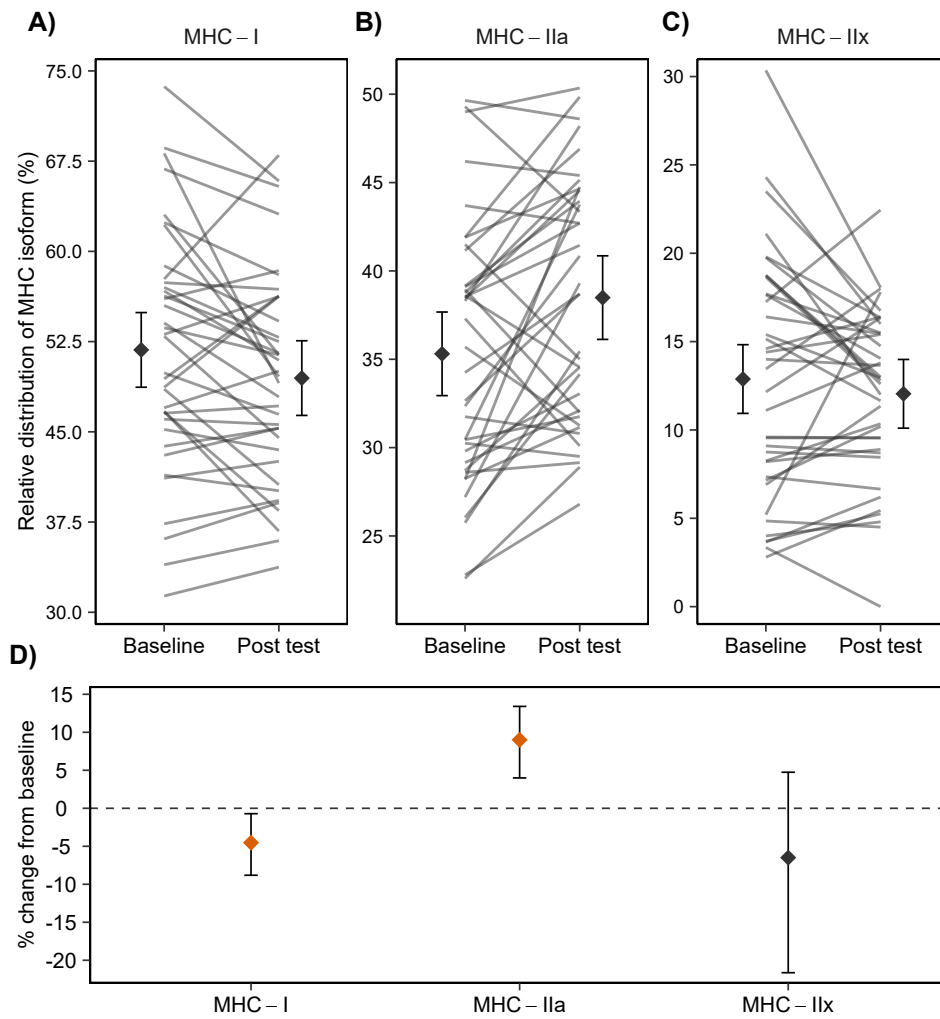 A)
MHC – I
B)
MHC – IIa
C)
MHC – IIx
Relative distribution of MHC isoform (%)
75.0
67.5
60.0
52.5
45.0
37.5
30.0
50
45
40
35
30
25
30
25
20
15
10
5
0
Baseline
Post test
Baseline
Post test
Baseline
Post test
D)
% change from baseline
15
10
5
0
-5
-10
-15
-20
MHC – I
MHC – IIa
MHC – IIx